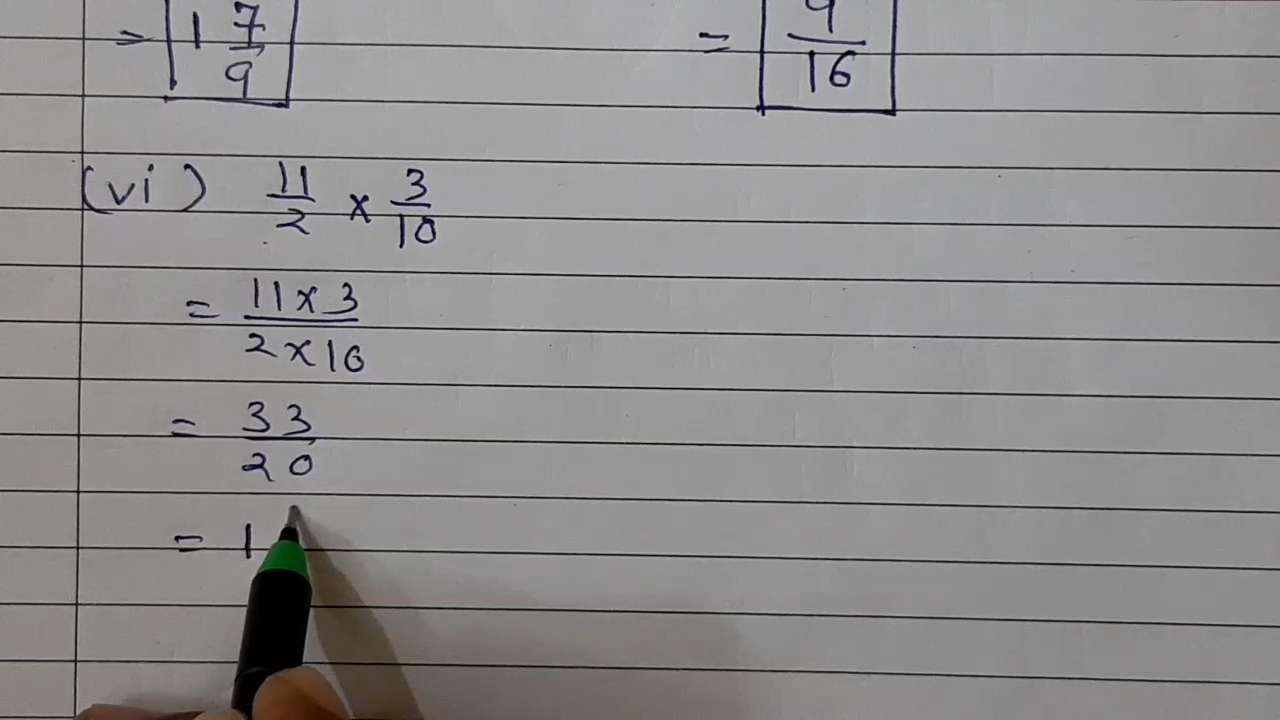 = 1 7/9
= 9/16
(vi) 11/2 × 3/10
= 11 × 3 / 2 × 10
= 33/20
= 1